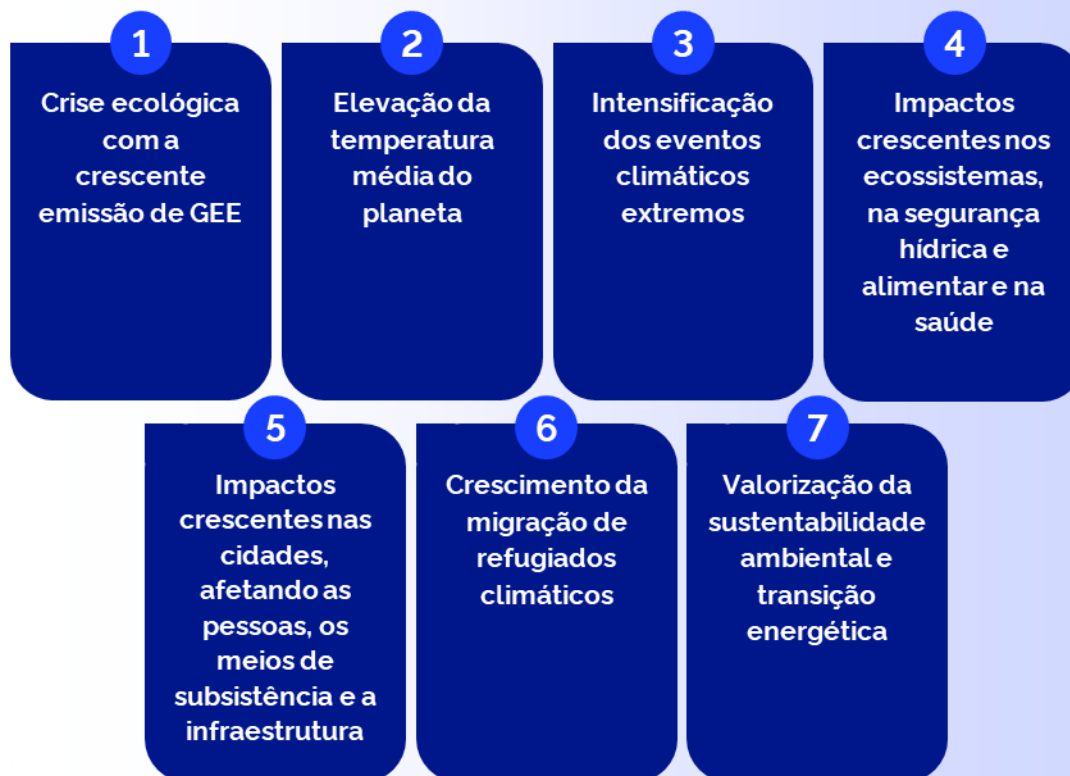 1
Crise ecológica
com a
crescente
emissão de GEE
2
Elevação da
temperatura
média do
planeta
3
Intensificação
dos eventos
climáticos
extremos
4
Impactos
crescentes nos
ecossistemas,
na segurança
hídrica e
alimentar e na
saúde
5
Impactos
crescentes nas
cidades,
afetando as
pessoas, os
meios de
subsistência e a
infraestrutura
6
Crescimento da
migração de
refugiados
climáticos
7
Valorização da
sustentabilidade
ambiental e
transição
energética